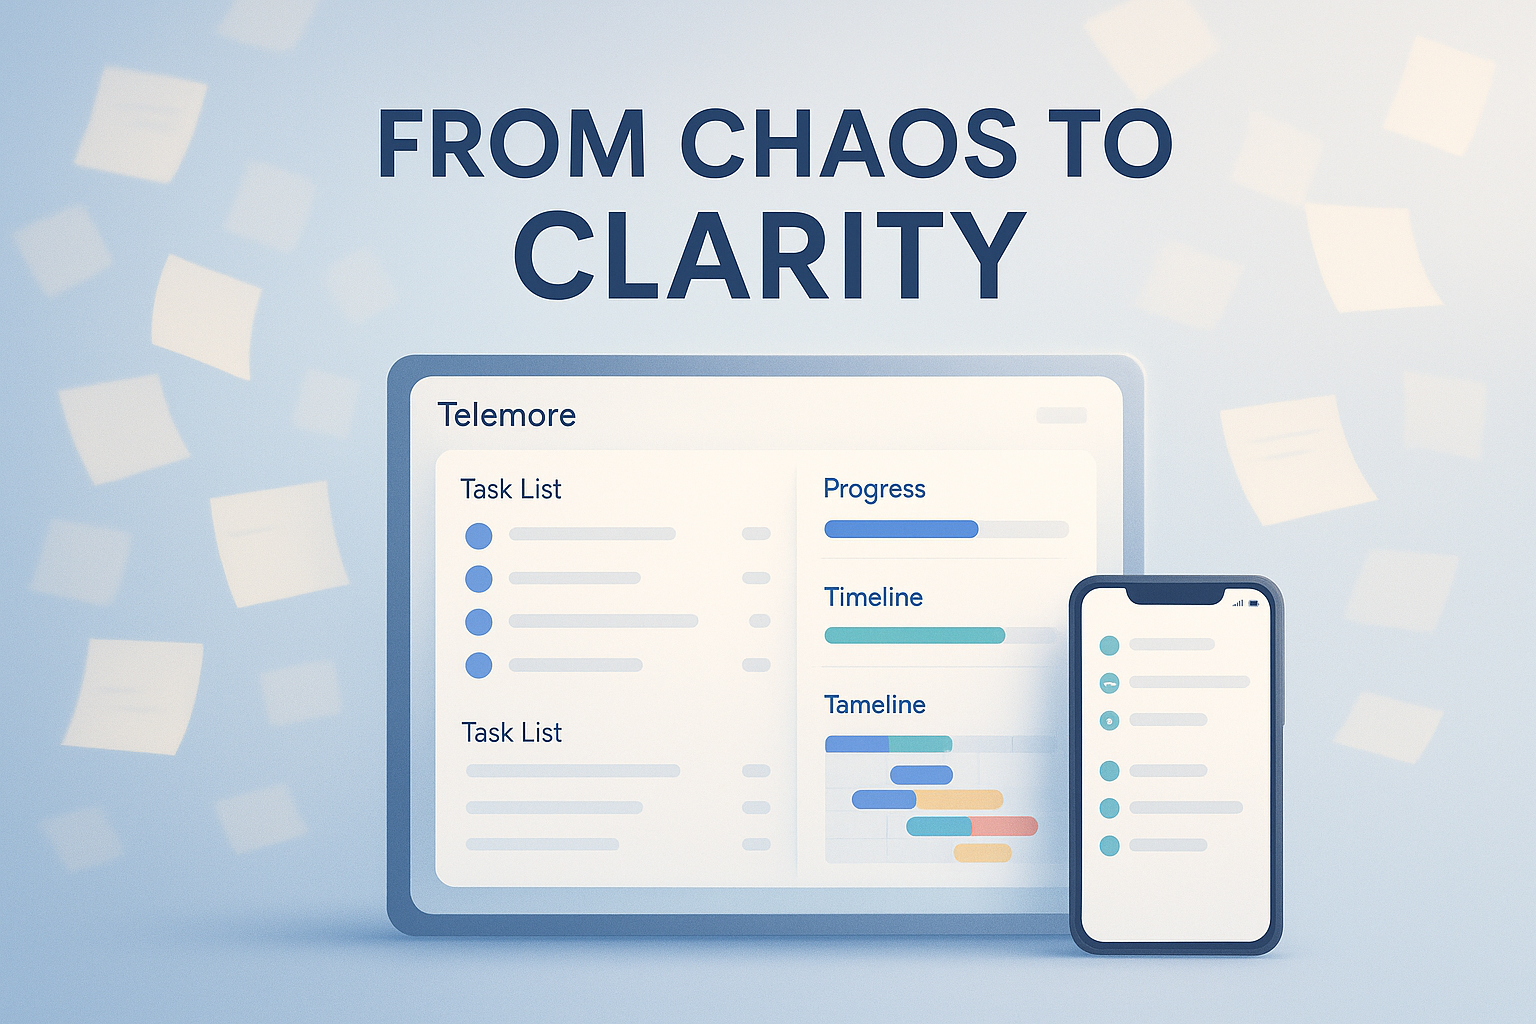 FROM CHAOS TO
CLARITY
Telemore
Task List
Task List
Progress
Timeline
Tameline